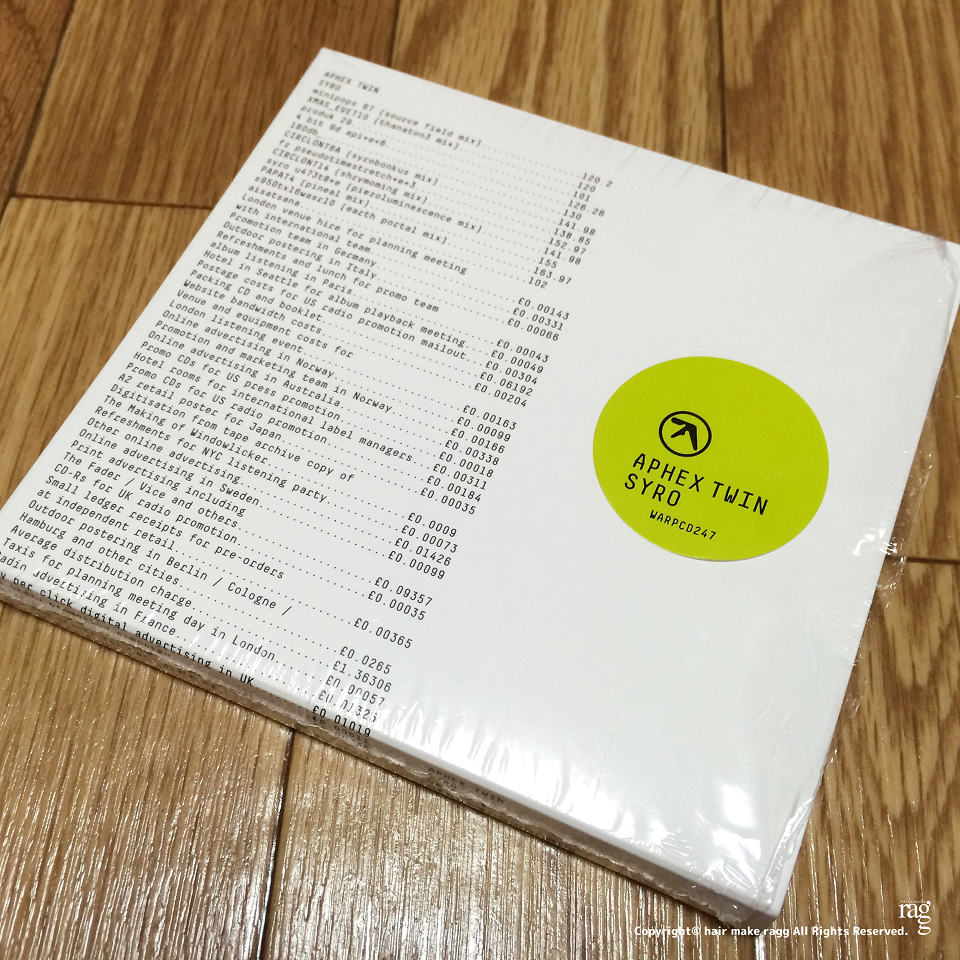 APHEX TWIN
SYRO
minipops 67 [source field mix] 120.2
XMAS_EVET10 [thanaton3 mix] 120
produk 29 101
4 bit 9d api+e+6 126.26
180db_ 130
CIRCLONT6A [syrobonkus mix] 141.98
fz pseudotimestretch+e+3 138.85
CIRCLONT14 [shrymoming mix] 152.97
syro u473t8+e [piezoluminescence mix] 141.98
PAPAT4 [pineal mix] 155
s950tx16wasr10 [earth portal mix] 163.97
aisatsana 102
London venue hire for planning meeting
with international team £0.00143
Promotion team in Germany £0.00331
Outdoor postering in Italy £0.00066
Refreshments and lunch for promo team
album listening in Paris £0.00043
Hotel in Seattle for album playback meeting £0.00049
Postage costs for US radio promotion mailout £0.00304
Packing CD and booklet £0.06192
Website bandwidth costs £0.00204
Venue and equipment costs for
London listening event £0.00163
Online advertising in Norway £0.00099
Promotion and marketing team in Norway £0.00166
Online advertising in Australia £0.00338
Promo CDs for US press promotion £0.00018
Hotel rooms for international label managers £0.00311
Promo CDs for US radio promotion £0.00184
A2 retail poster for Japan £0.00035
Digitisation from tape archive copy of
The Making of Windowlicker £0.0009
Refreshments for NYC listening party £0.00073
Other online advertising £0.01426
Online advertising in Sweden £0.00099
Print advertising including
The Fader / Vice and others £0.09357
CD-Rs for UK radio promotion £0.00035
Small ledger receipts for pre-orders
at independent retail £0.00365
Outdoor postering in Berlin / Cologne /
Hamburg and other cities £0.0265
Average distribution charge £1.36306
Taxis for planning meeting day in London £0.00057
adio advertising in France £0.01325
y per click digital advertising in UK £0.01019
APHEX TWIN
SYRO
WARPCD247
APHEX TWIN
ragg
Copyright© hair make ragg All Rights Reserved.